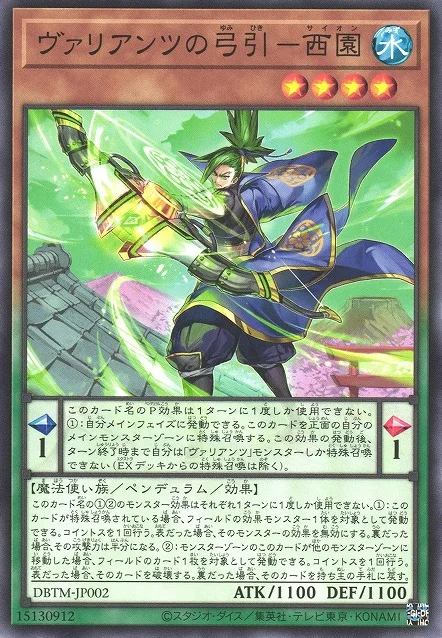 ヴァリアンツの弓引－西園
水
1
1
このカード名のP効果は1ターンに1度しか使用できない。
①：自分メインフェイズに発動できる。このカードを正面の自分の
メインモンスターゾーンに特殊召喚する。この効果の発動後、
ターン終了時まで自分は「ヴァリアンツ」モンスターしか特殊召喚
できない(EXデッキからの特殊召喚は除く)。
【魔法使い族／ペンデュラム／効果】
このカード名の①②のモンスター効果はそれぞれ1ターンに1度しか使用できない。①：この
カードが特殊召喚されている場合、フィールドの効果モンスター1体を対象として発動
できる。コイントスを1回行う。表だった場合、そのモンスターの効果を無効にする。裏だった
場合、その攻撃力は半分になる。②：モンスターゾーンのこのカードが他のモンスターゾーンに
移動した場合、フィールドのカード1枚を対象として発動できる。コイントスを1回行う。
表だった場合、そのカードを破壊する。裏だった場合、そのカードを持ち主の手札に戻す。
DBTM-JP002 ATK/1100 DEF/1100
15130912 ©スタジオ・ダイス／集英社・テレビ東京・KONAMI